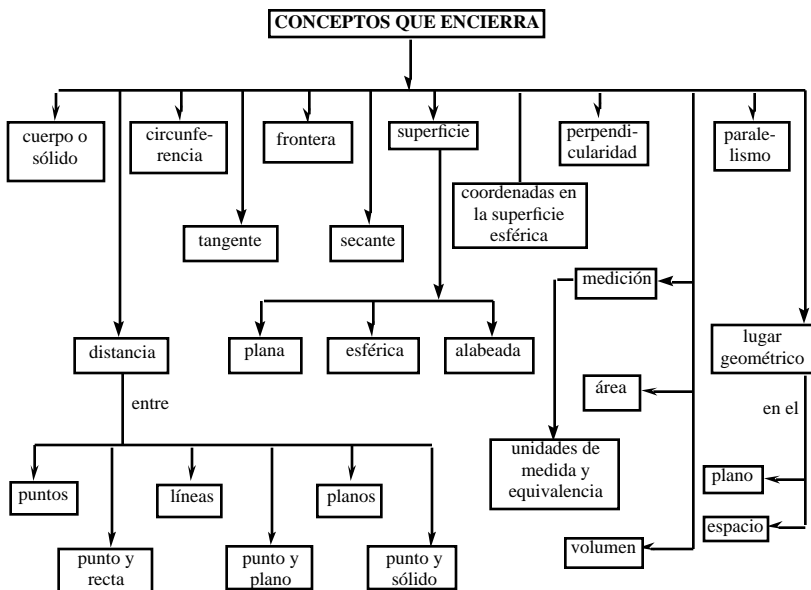 CONCEPTOS QUE ENCIERRA
cuerpo o
sólido
circunfe-
rencia
frontera
superficie
perpendi-
cularidad
parale-
lismo
tangente
secante
coordenadas en
la superficie
esférica
medición
distancia
plana
esférica
alabeada
lugar
geométrico
entre
área
en el
unidades de
medida y
equivalencia
puntos
líneas
planos
plano
espacio
punto y
recta
punto y
plano
punto y
sólido
volumen